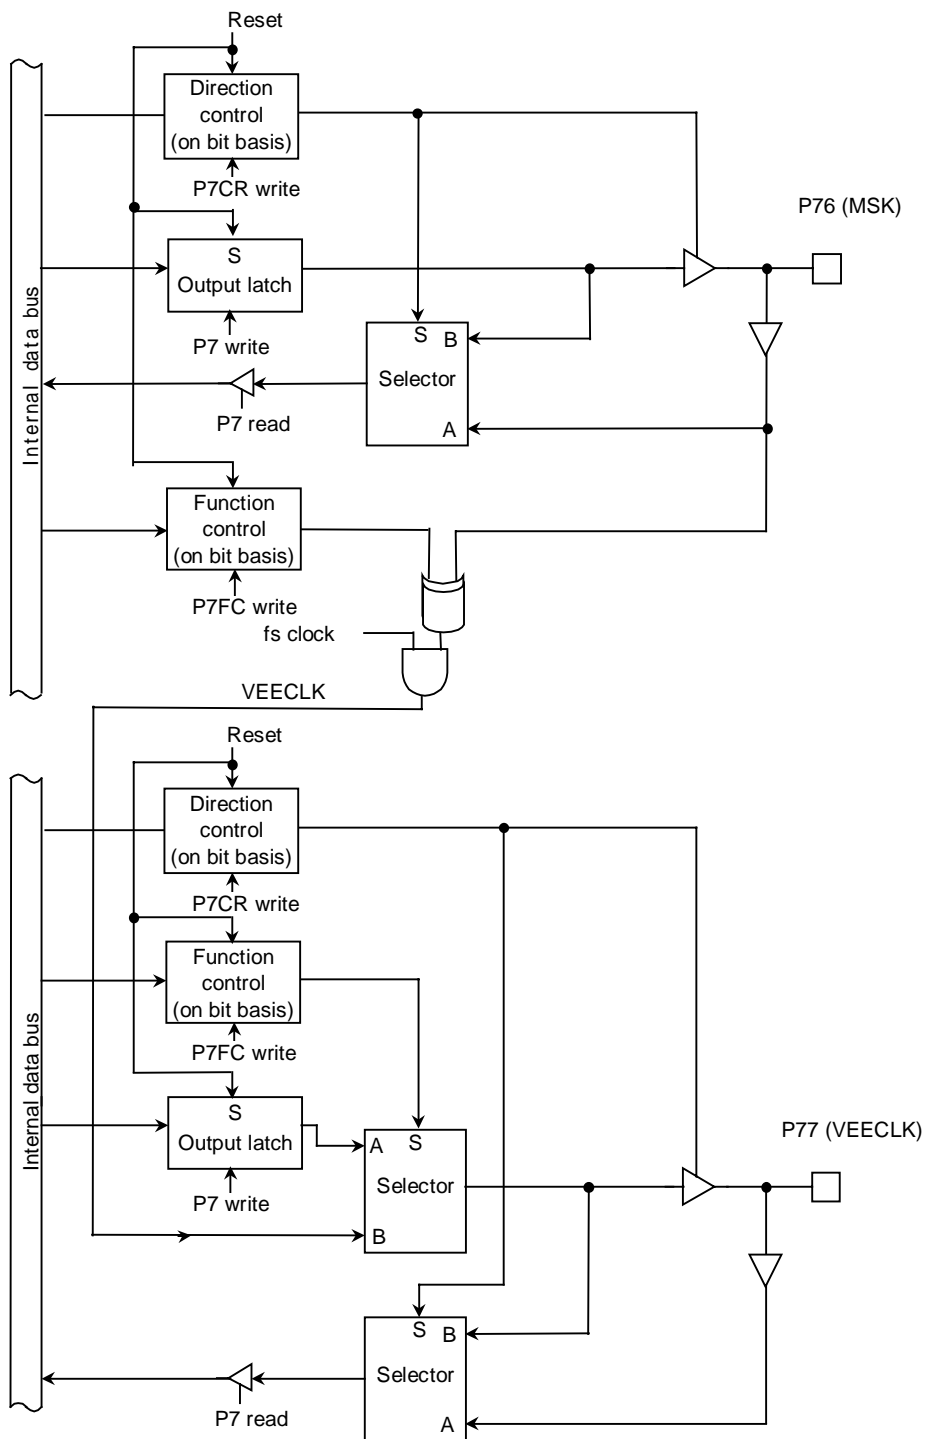 Reset
Direction
control
(on bit basis)
P7CR write
P76 (MSK)
S
Output latch
P7 write
S
B
Selector
A
P7 read
Internal data bus
Function
control
(on bit basis)
P7FC write
fs clock
VEECLK
Reset
Direction
control
(on bit basis)
P7CR write
Function
control
(on bit basis)
P7FC write
Internal data bus
S
Output latch
P7 write
A
S
Selector
B
P77 (VEECLK)
S
B
Selector
A
P7 read